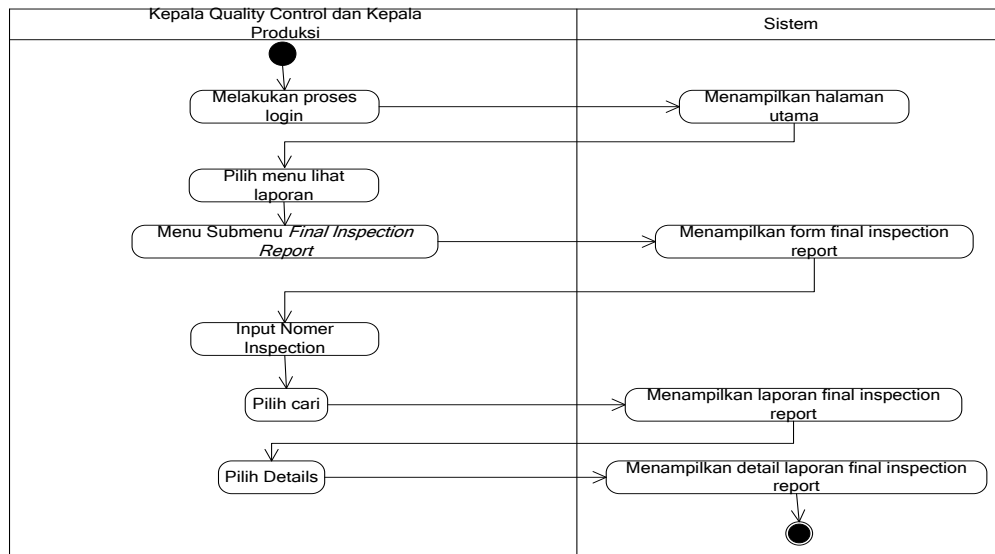 Kepala Quality Control dan Kepala
Produksi
Sistem
Melakukan proses
login
Menampilkan halaman
utama
Pilih menu lihat
laporan
Menu Submenu Final Inspection
Report
Menampilkan form final inspection
report
Input Nomer
Inspection
Pilih cari
Menampilkan laporan final inspection
report
Pilih Details
Menampilkan detail laporan final inspection
report